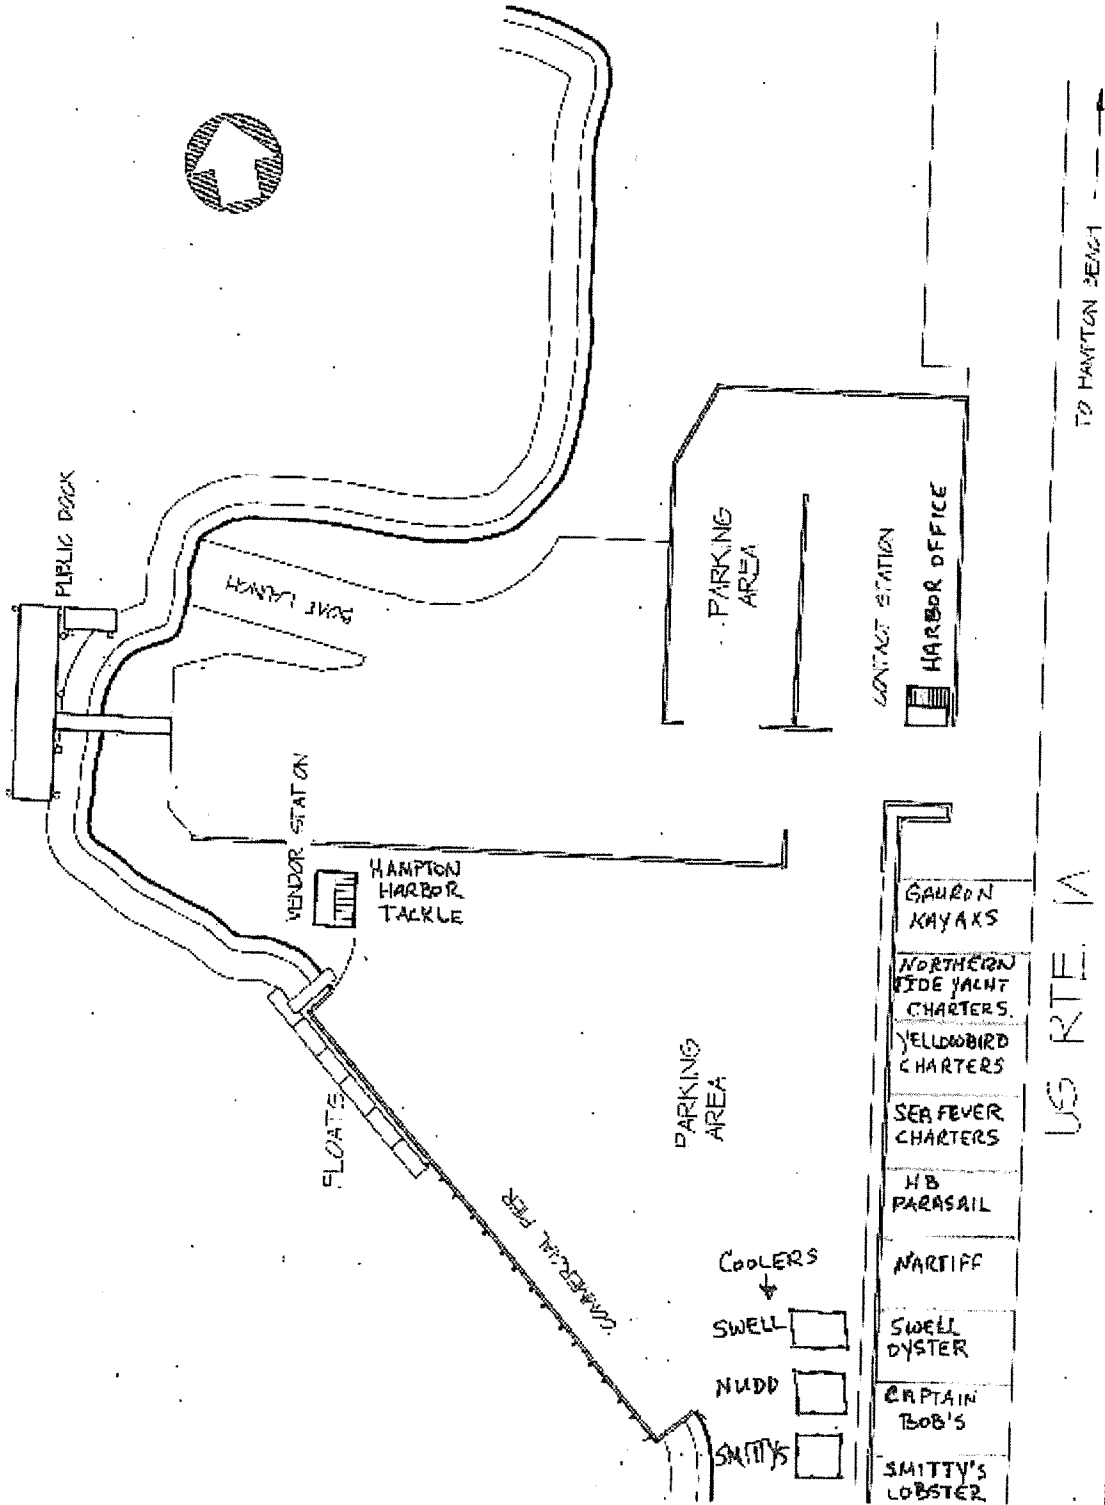 PUBLIC DOCK
BOAT LAUNCH
TO HAMPTON BEACH
PARKING
AREA
CONTACT STATION
HARBOR OFFICE
VENDOR STATION
HAMPTON
HARBOR
TACKLE
FLOATS
COMMERCIAL PIER
PARKING
AREA
US RTE. 1A
GAURON
KAYAKS
NORTHERN
TIDE YACHT
CHARTERS.
YELLOWBIRD
CHARTERS
SEA FEVER
CHARTERS
HB
PARASAIL
NARTIFF
SWELL
OYSTER
CAPTAIN
BOB'S
SMITTY'S
LOBSTER
COOLERS
SWELL
NUDD
SMITTYS